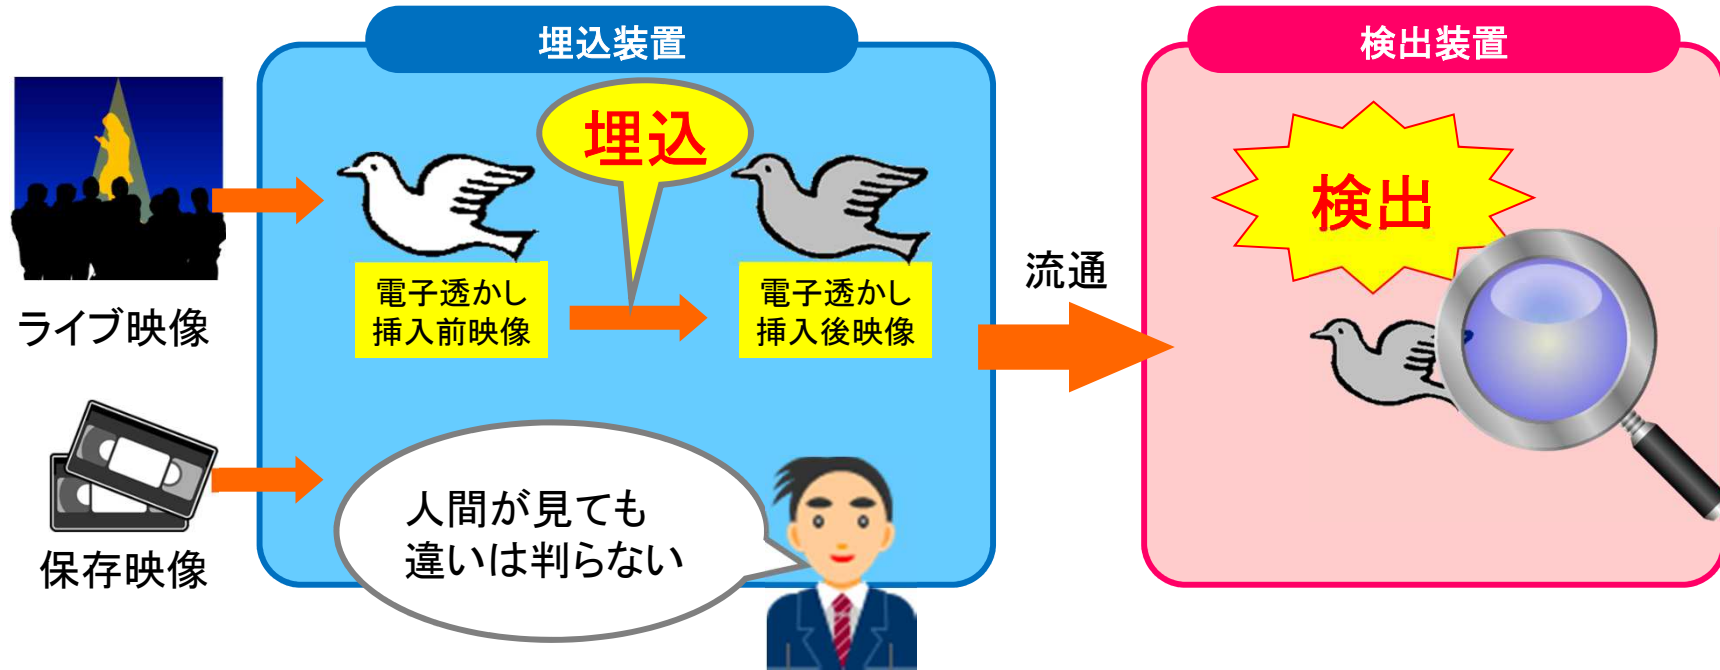 埋込装置
検出装置
埋込
検出
電子透かし
挿入前映像
電子透かし
挿入後映像
流通
ライブ映像
人間が見ても
違いは判らない
保存映像